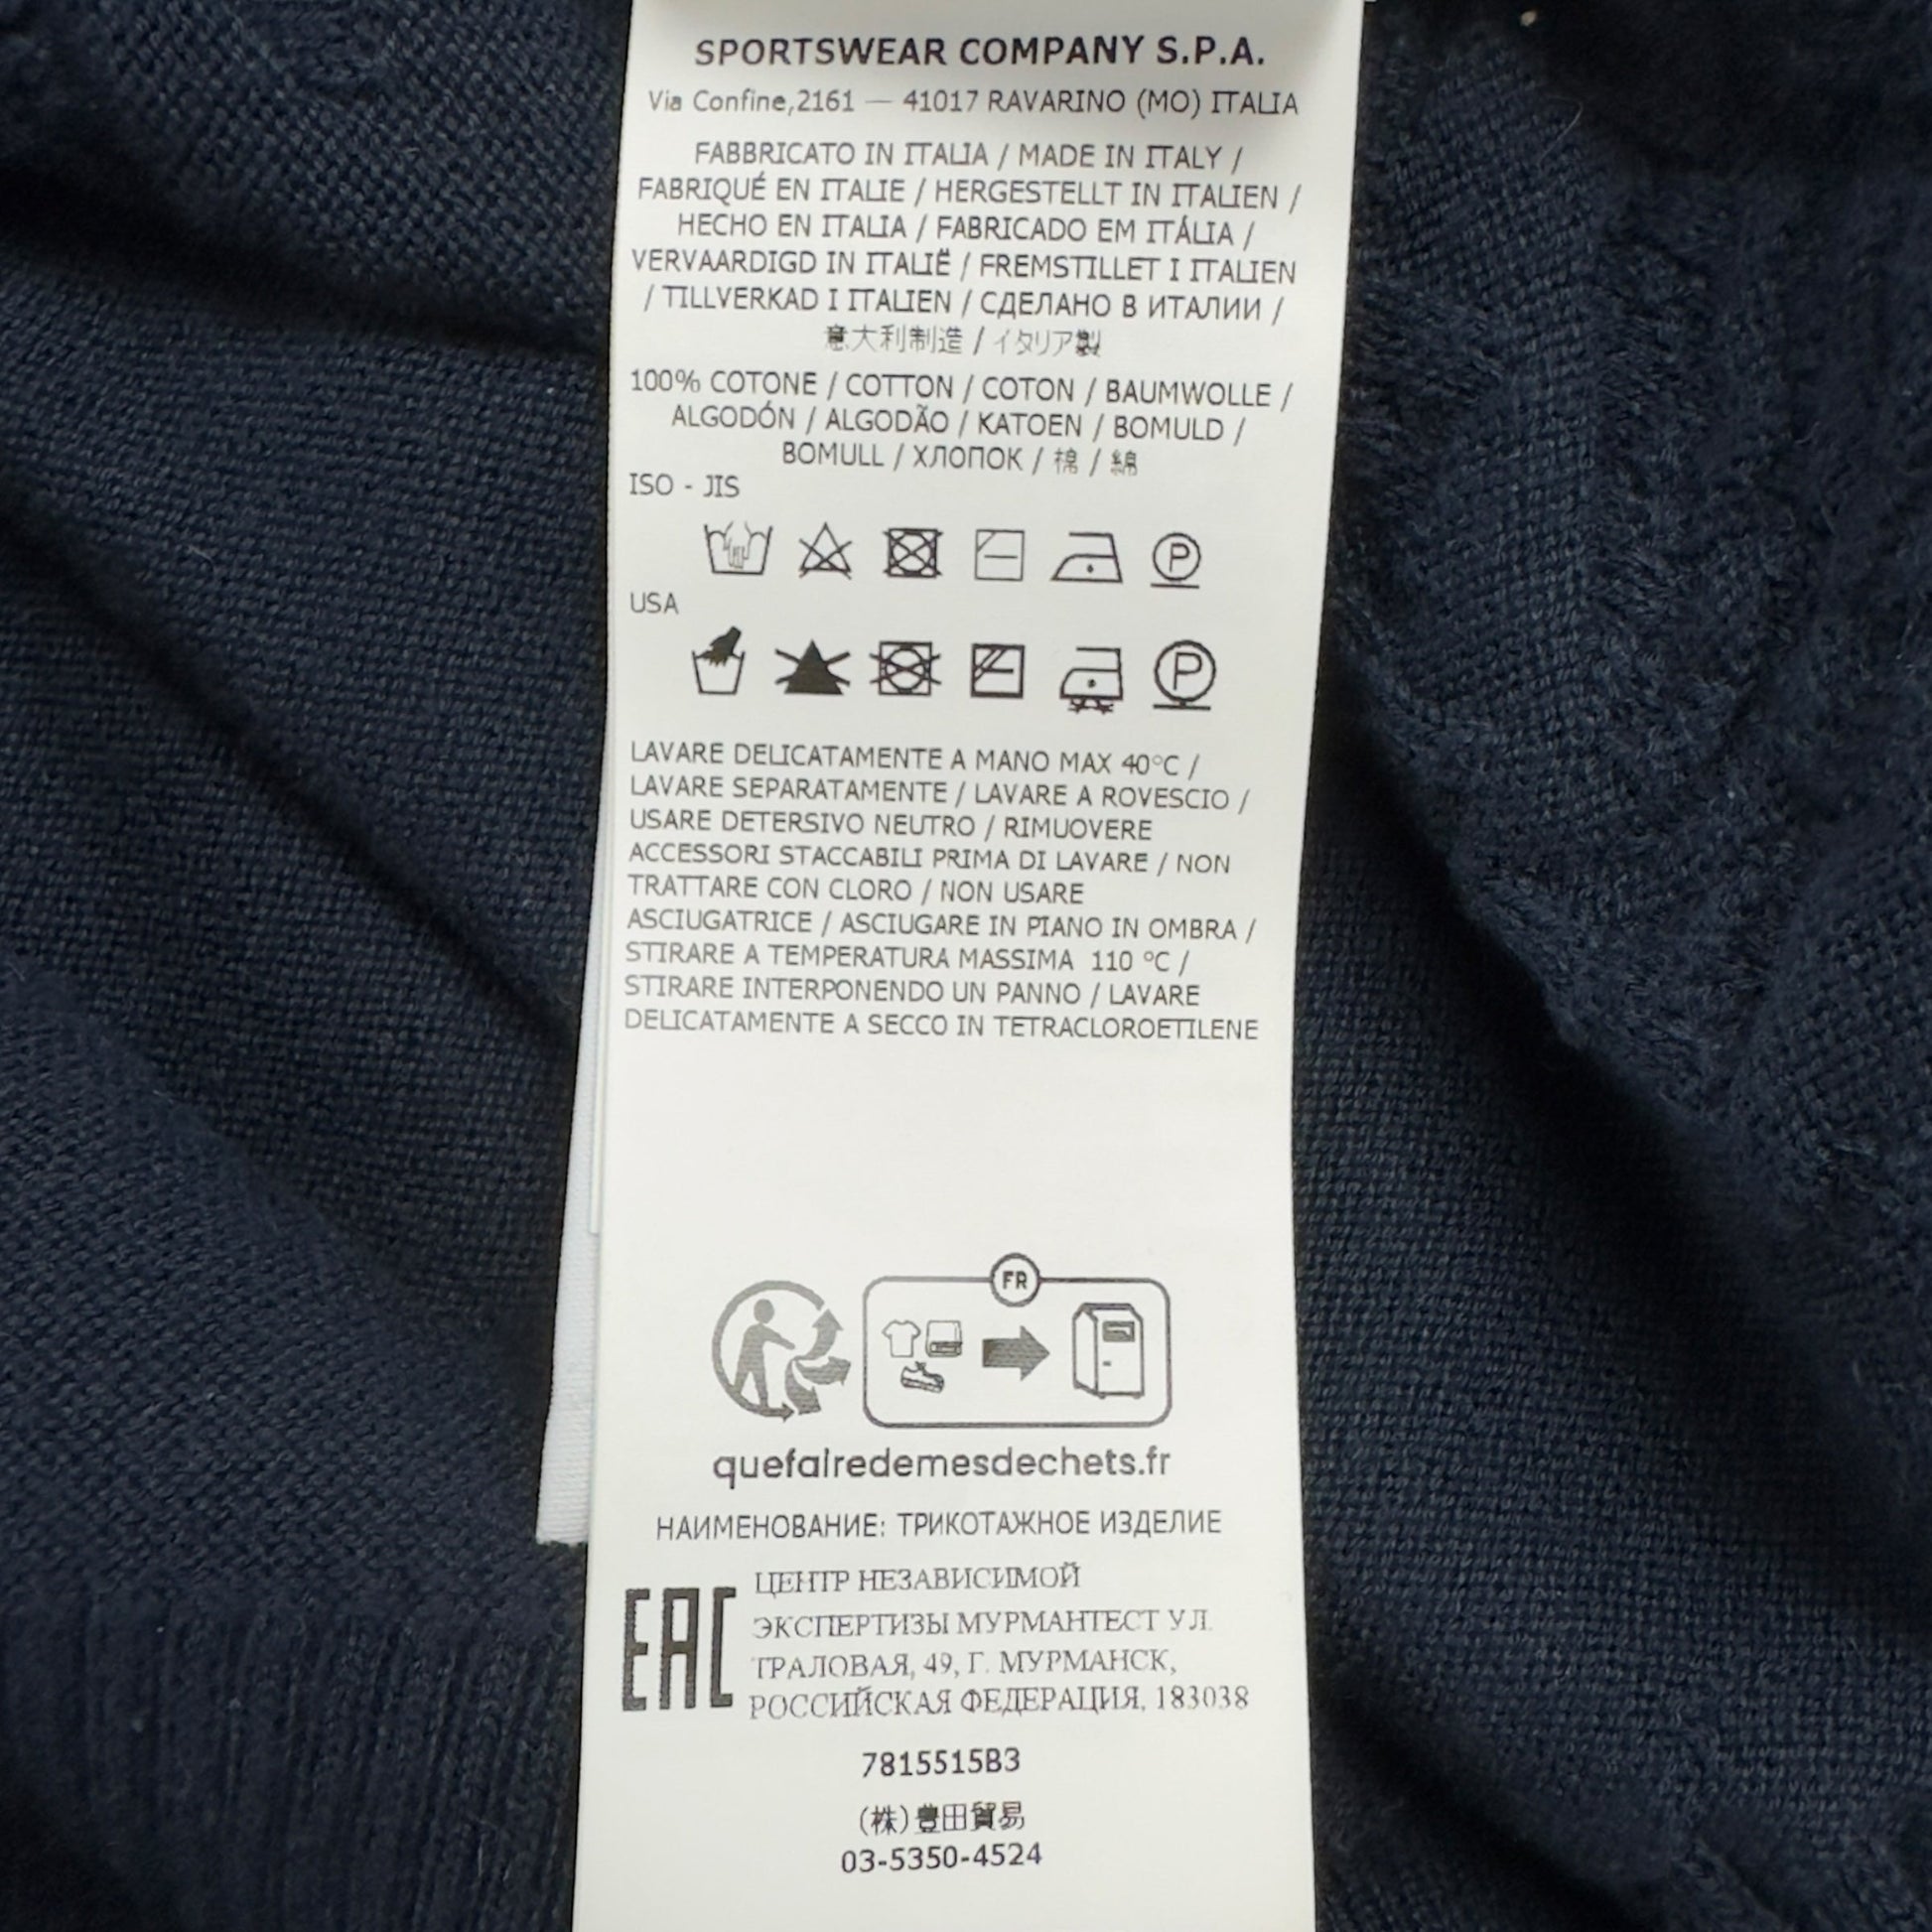 SPORTSWEAR COMPANY S.P.A.
Via Confine,2161 — 41017 RAVARINO (MO) ITALIA
FABBRICATO IN ITALIA / MADE IN ITALY /
FABRIQUÉ EN ITALIE / HERGESTELLT IN ITALIEN /
HECHO EN ITALIA / FABRICADO EM ITÁLIA /
VERVAARDIGD IN ITALIË / FREMSTILLET I ITALIEN
/ TILLVERKAD I ITALIEN / СДЕЛАНО В ИТАЛИИ /
意大利制造 / イタリア製
100% COTONE / COTTON / COTON / BAUMWOLLE /
ALGODÓN / ALGODÃO / KATOEN / BOMULD /
BOMULL / ХЛОПОК / 棉 / 綿
ISO - JIS
P
USA
P
LAVARE DELICATAMENTE A MANO MAX 40°C /
LAVARE SEPARATAMENTE / LAVARE A ROVESCIO /
USARE DETERSIVO NEUTRO / RIMUOVERE
ACCESSORI STACCABILI PRIMA DI LAVARE / NON
TRATTARE CON CLORO / NON USARE
ASCIUGATRICE / ASCIUGARE IN PIANO IN OMBRA /
STIRARE A TEMPERATURA MASSIMA 110 °C /
STIRARE INTERPONENDO UN PANNO / LAVARE
DELICATAMENTE A SECCO IN TETRACLOROETILENE
FR
quefairedemesdechets.fr
НАИМЕНОВАНИЕ: ТРИКОТАЖНОЕ ИЗДЕЛИЕ
EAC
ЦЕНТР НЕЗАВИСИМОЙ
ЭКСПЕРТИЗЫ МУРМАНТЕСТ УЛ.
ТРАЛОВАЯ, 49, Г. МУРМАНСК,
РОССИЙСКАЯ ФЕДЕРАЦИЯ, 183038
7815515B3
(株)豊田貿易
03-5350-4524